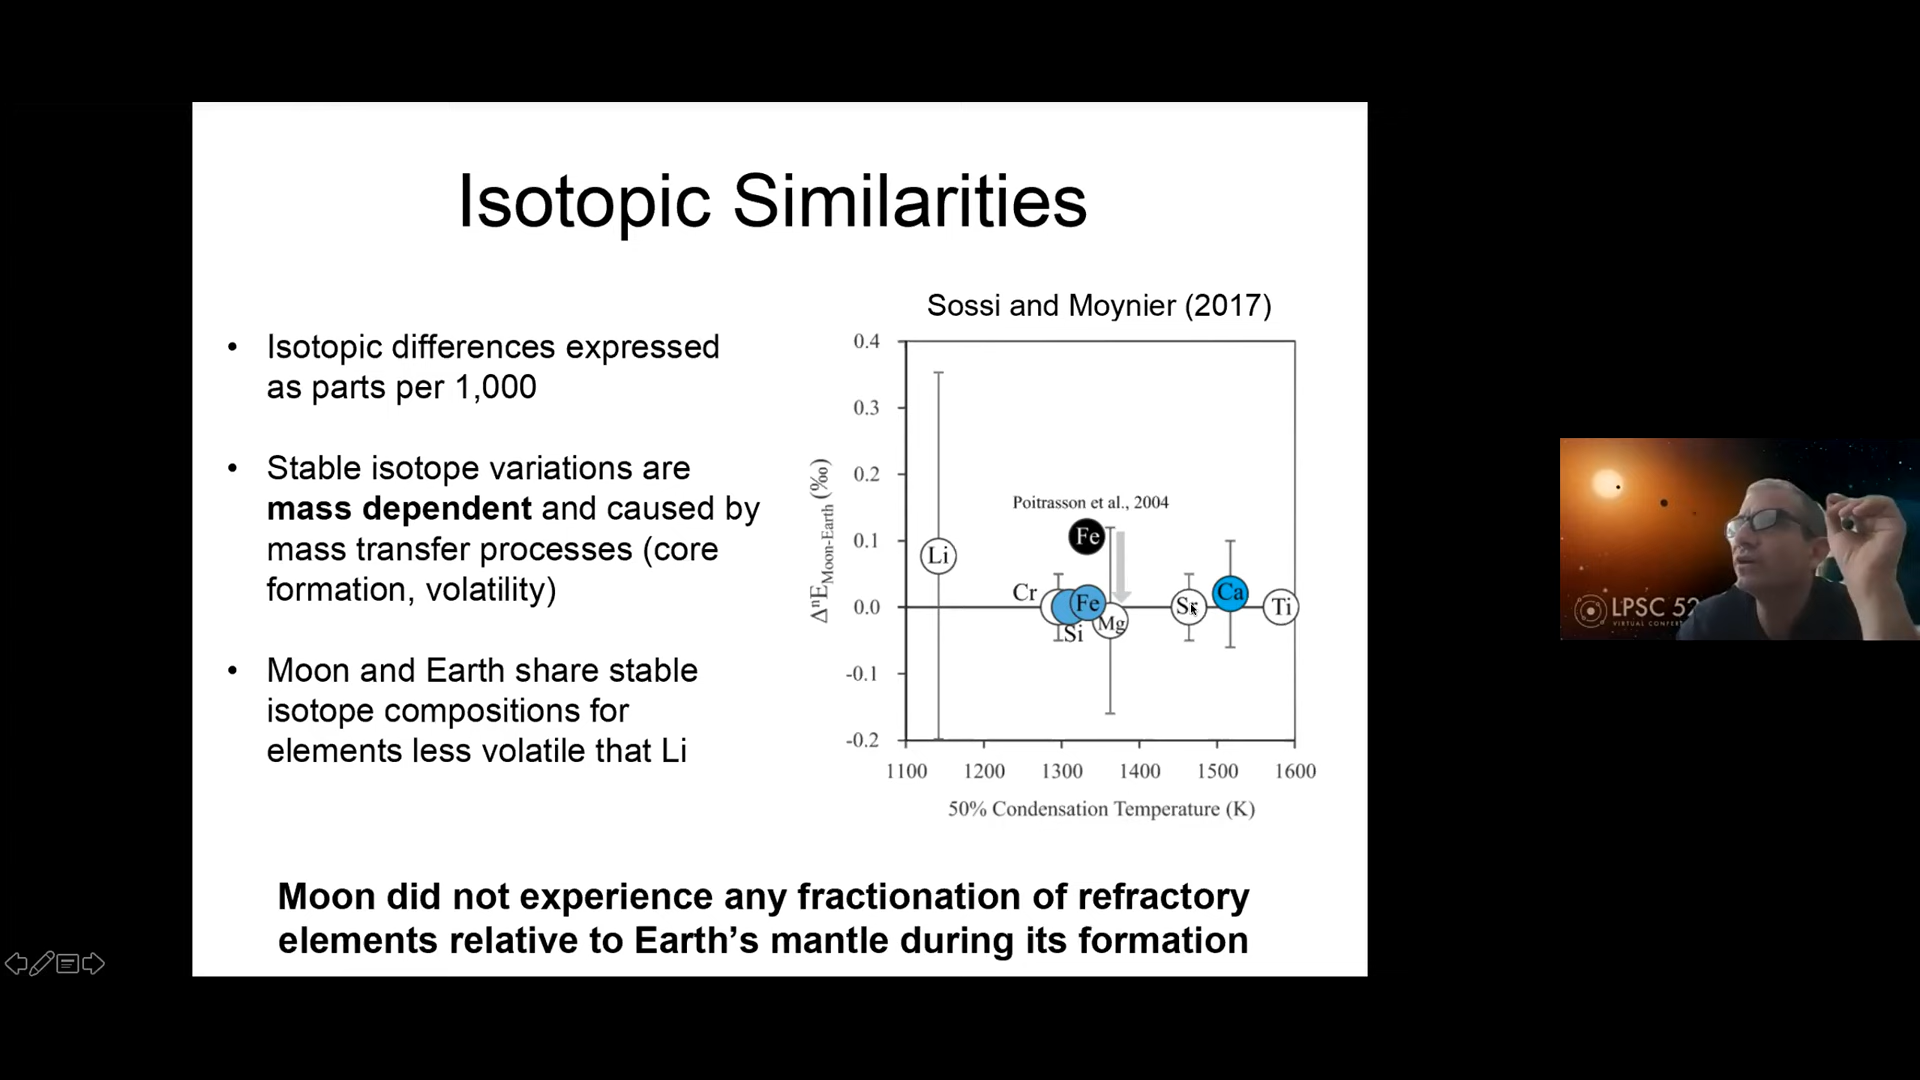 Isotopic Similarities
• Isotopic differences expressed
as parts per 1,000
• Stable isotope variations are
mass dependent and caused by
mass transfer processes (core
formation, volatility)
• Moon and Earth share stable
isotope compositions for
elements less volatile that Li
Sossi and Moynier (2017)
0.4
0.3
0.2
0.1
0.0
-0.1
-0.2
ΔⁿE Moon-Earth (‰)
Poitrasson et al., 2004
Fe
Li
Cr
Fe
Si
Mg
Sr
Ca
Ti
1100 1200 1300 1400 1500 1600
50% Condensation Temperature (K)
Moon did not experience any fractionation of refractory
elements relative to Earth’s mantle during its formation
LPSC 52